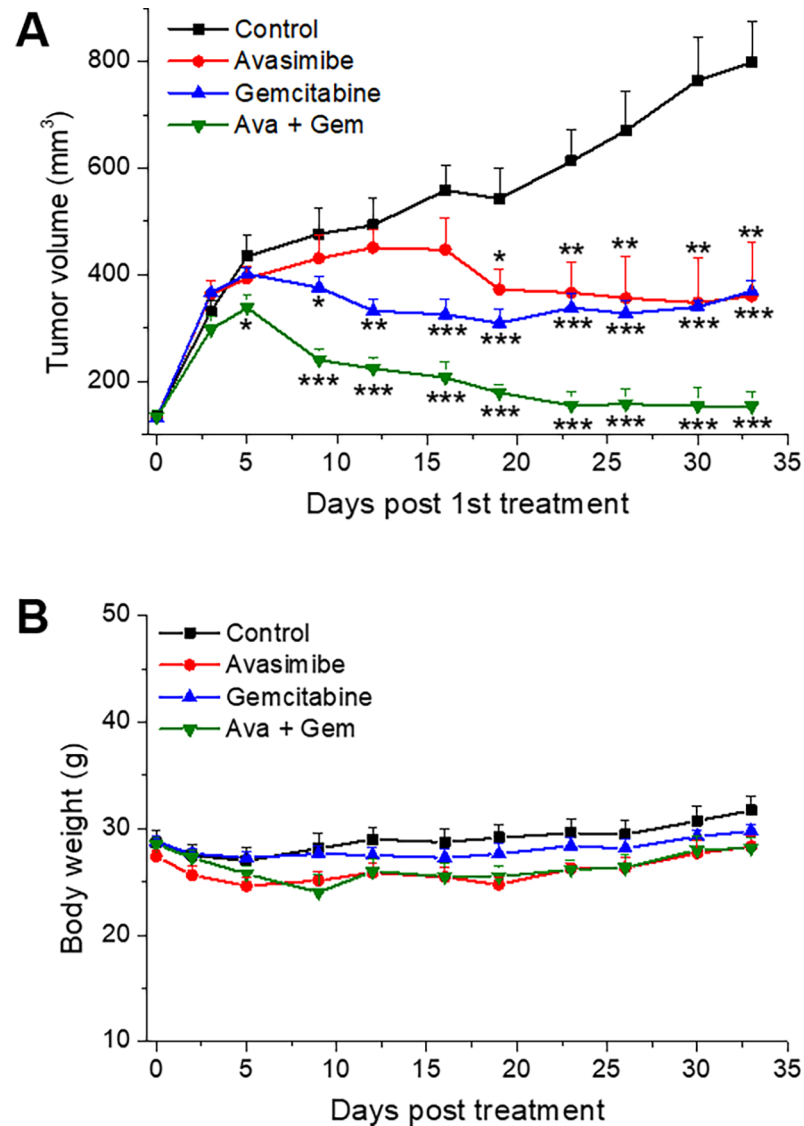 A
Control
Avasimibe
Gemcitabine
Ava + Gem
Tumor volume (mm³)
800
600
400
200
* ** ** ** **
* ** *** *** *** *** *** ***
* *** *** *** *** *** *** *** ***
0 5 10 15 20 25 30 35
Days post 1st treatment
B
Control
Avasimibe
Gemcitabine
Ava + Gem
Body weight (g)
50
40
30
20
10
0 5 10 15 20 25 30 35
Days post treatment